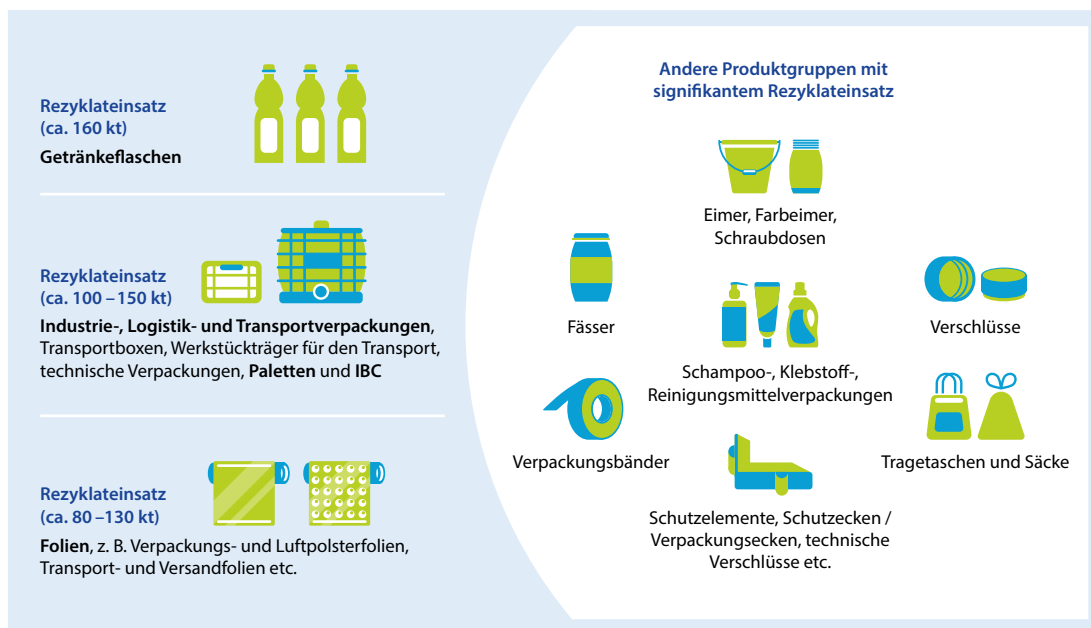 Rezyklateinsatz
(ca. 160 kt)
Getränkeflaschen
Rezyklateinsatz
(ca. 100 – 150 kt)
Industrie-, Logistik- und Transportverpackungen,
Transportboxen, Werkstückträger für den Transport,
technische Verpackungen, Paletten und IBC
Rezyklateinsatz
(ca. 80 – 130 kt)
Folien, z. B. Verpackungs- und Luftpolsterfolien,
Transport- und Versandfolien etc.
Andere Produktgruppen mit
signifikantem Rezyklateinsatz
Eimer, Farbeimer,
Schraubdosen
Fässer
Verschlüsse
Schampoo-, Klebstoff-,
Reinigungsmittelverpackungen
Verpackungsbänder
Tragetaschen und Säcke
Schutzelemente, Schutzecken /
Verpackungsecken, technische
Verschlüsse etc.